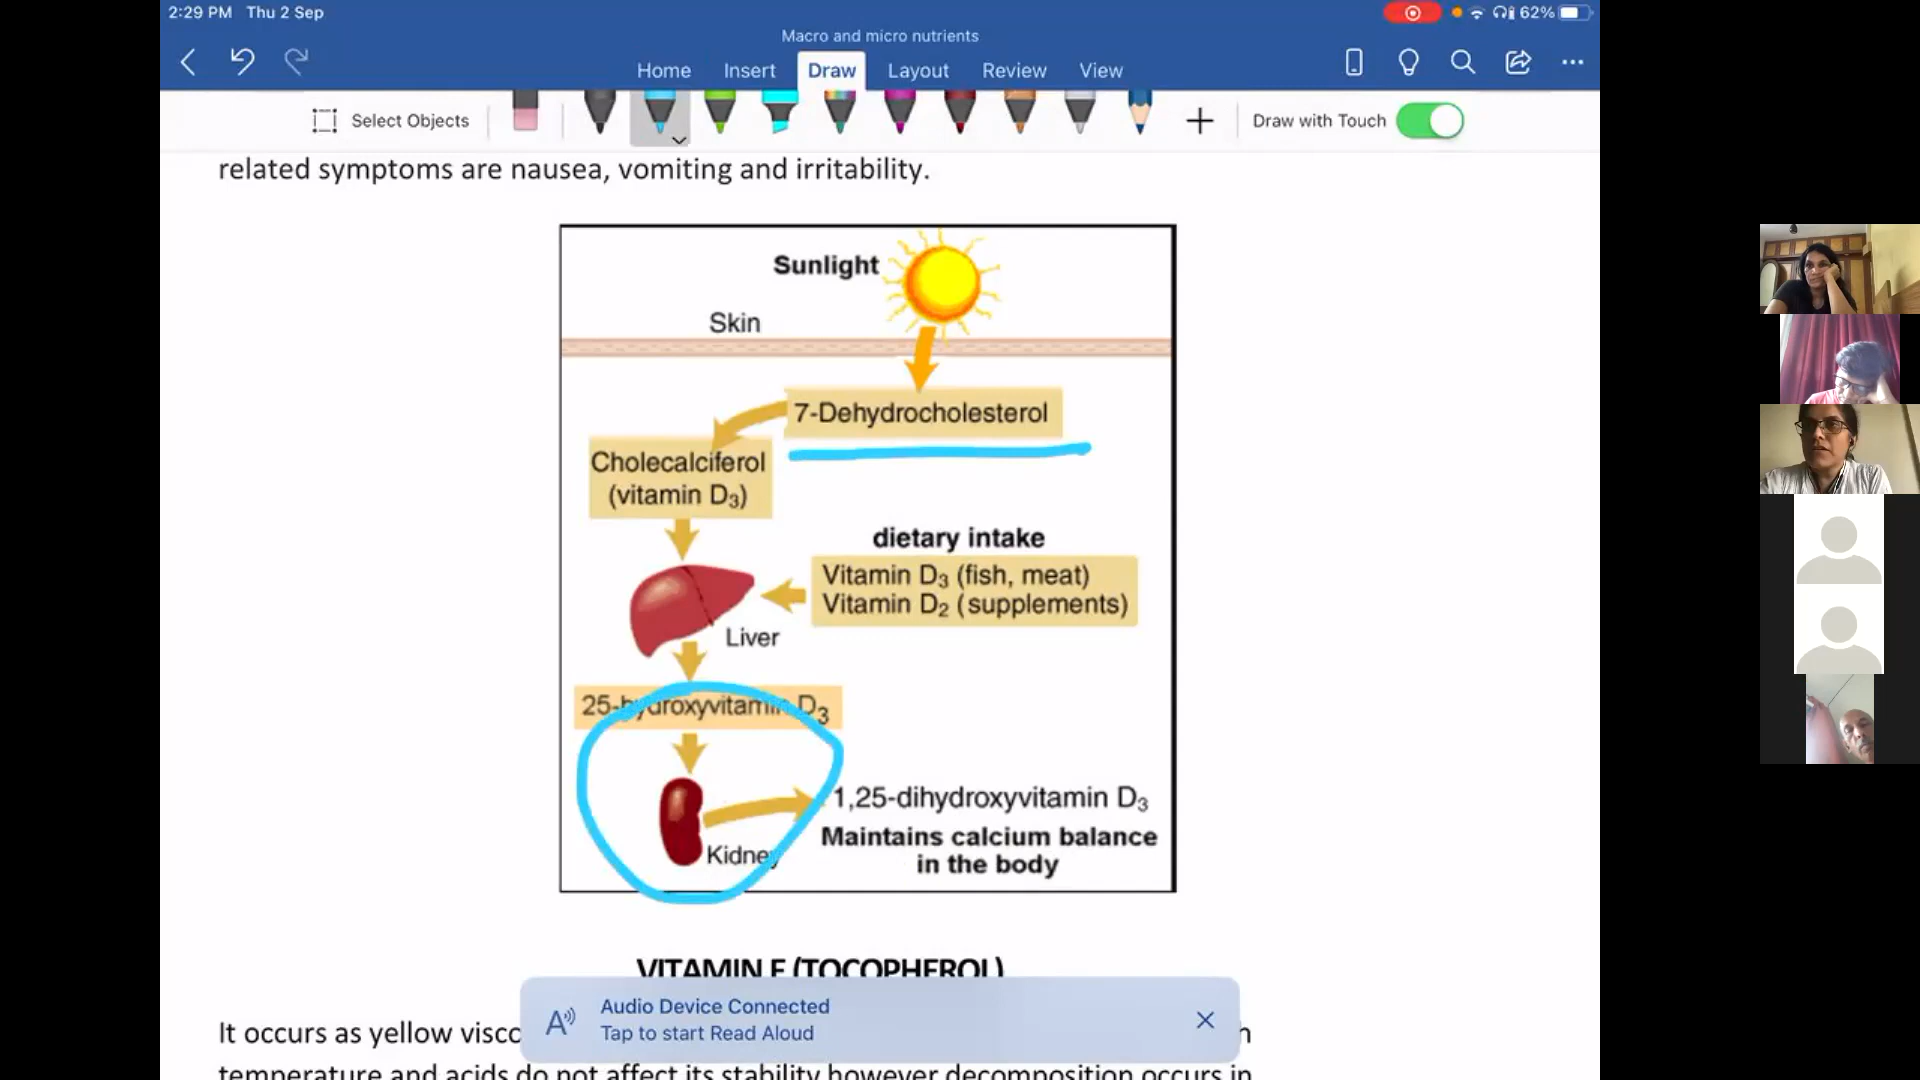 2:29 PM Thu 2 Sep
62%
Macro and micro nutrients
Home Insert Draw Layout Review View
Select Objects
Draw with Touch
related symptoms are nausea, vomiting and irritability.
Sunlight
Skin
7-Dehydrocholesterol
Cholecalciferol
(vitamin D3)
dietary intake
Vitamin D3 (fish, meat)
Vitamin D2 (supplements)
Liver
25-hydroxyvitamin D3
1,25-dihydroxyvitamin D3
Kidney
Maintains calcium balance
in the body
VITAMIN E (TOCOPHEROL)
Audio Device Connected
Tap to start Read Aloud
It occurs as yellow
temperature and acids do not affect its stability however decomposition occurs in